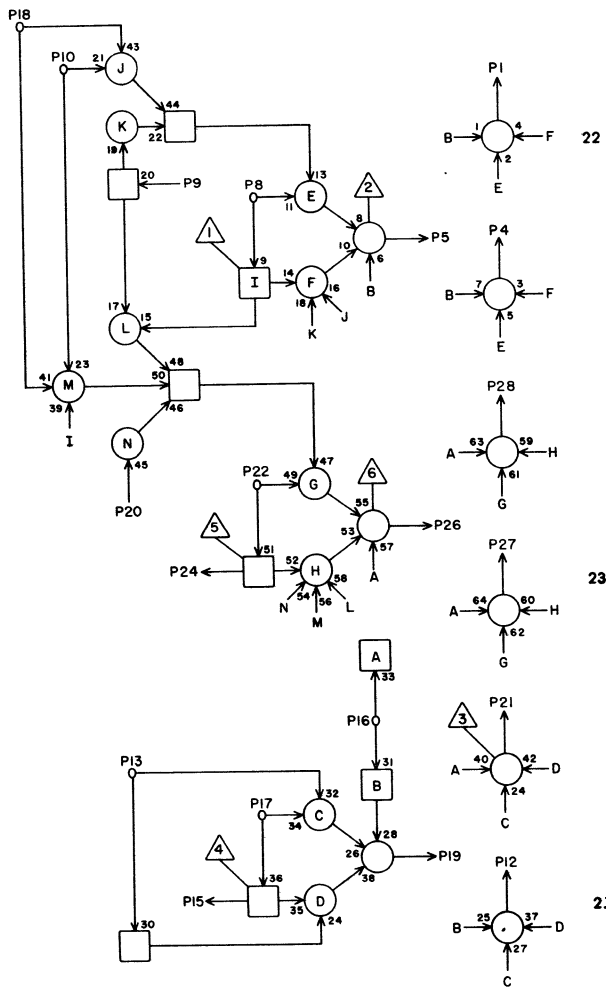 P18
43
P10 21 J
44
K 22
19
20 P9
P8 13
11 E
2
1
8
9
10 6 P5
I 14 F 16
18
B
J
K
17 15
L
48
23 50
41 M
39 46
I N
45
P20
47
P22 49 G
6
5
55
53 P26
51 57
P24 52 H 58
54 56 A
N M L
A
33
P16
31
B
P13
32
P17 34 C
28
4
26 38 P19
36
P15 35 D
24
30
P1
1 4
B F
2
E
22
P4
7 3
B F
5
E
P28
63 59
A H
61
G
P27
64 60
A H
62
G
23
P21
3
40 42
A D
24
C
P12
25 37
B D
27
C